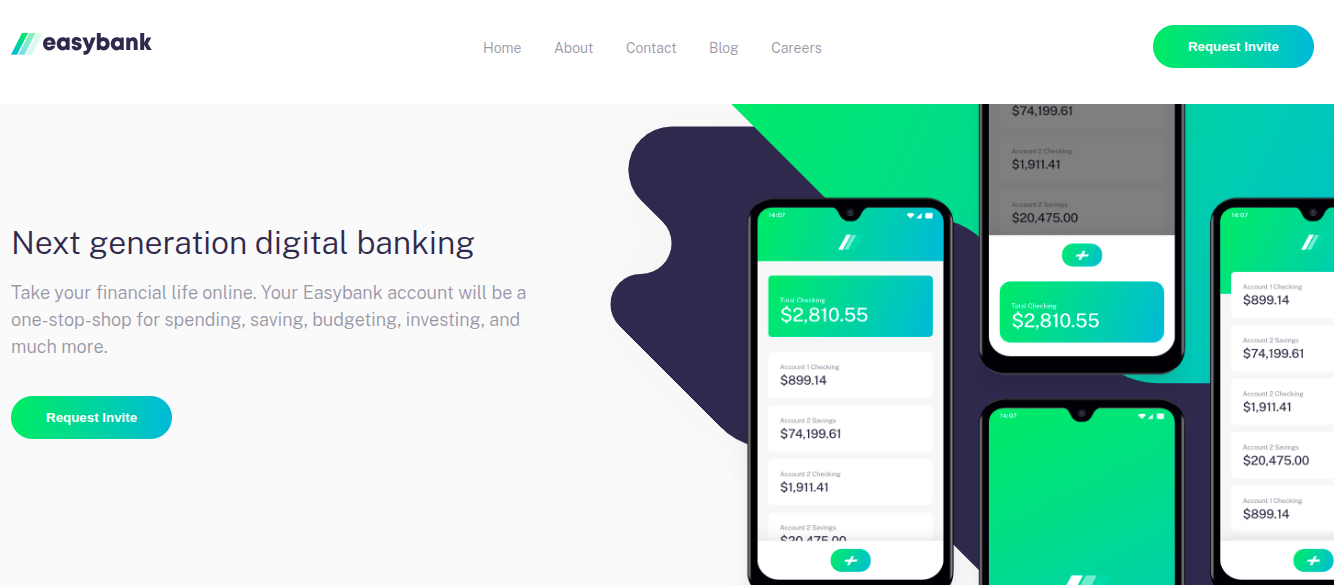 easybank
Home About Contact Blog Careers
Request Invite
Next generation digital banking
Take your financial life online. Your Easybank account will be a
one-stop-shop for spending, saving, budgeting, investing, and
much more.
Request Invite
14:07
Total Checking
$2,810.55
Account 1 Checking
$899.14
Account 2 Savings
$74,199.61
Account 2 Checking
$1,911.41
Account 2 Savings
$20,475.00
$74,199.61
Account 2 Checking
$1,911.41
Account 2 Savings
$20,475.00
Total Checking
$2,810.55
14:07
14:07
Account 1 Checking
$899.14
Account 2 Savings
$74,199.61
Account 2 Checking
$1,911.41
Account 2 Savings
$20,475.00
Account 1 Checking
$899.14